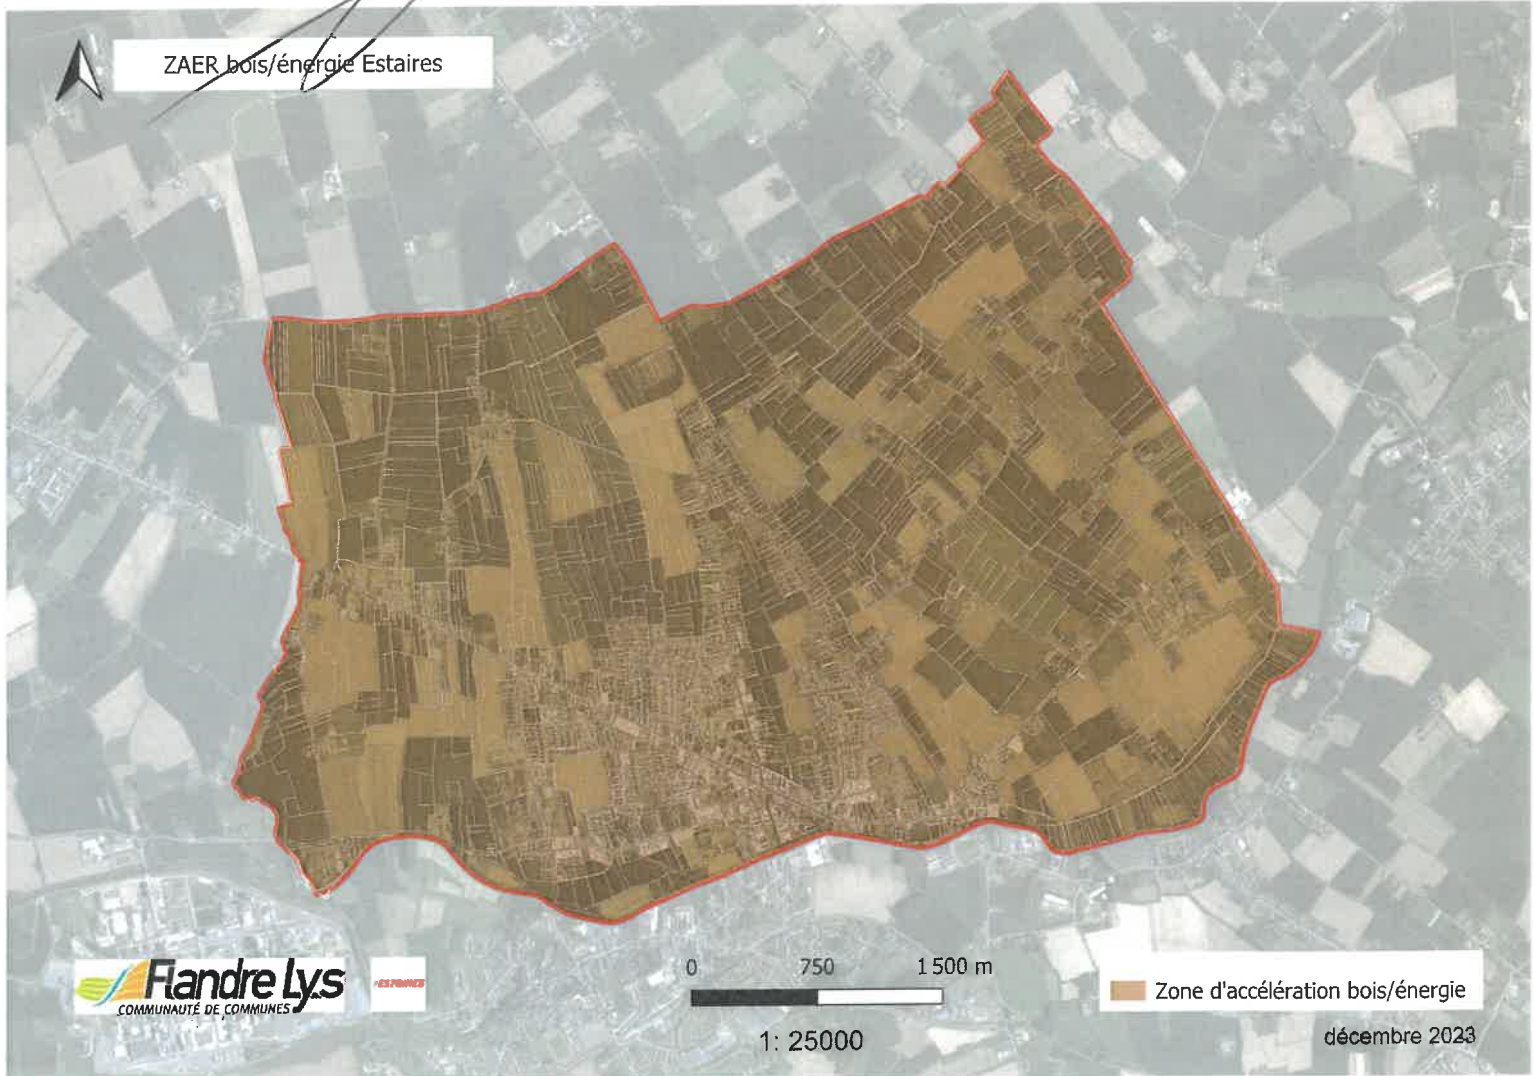 ZAER bois/énergie Estaires
Flandre Lys
COMMUNAUTÉ DE COMMUNES
ESTAIRES
0 750 1 500 m
1: 25000
Zone d'accélération bois/énergie
décembre 2023